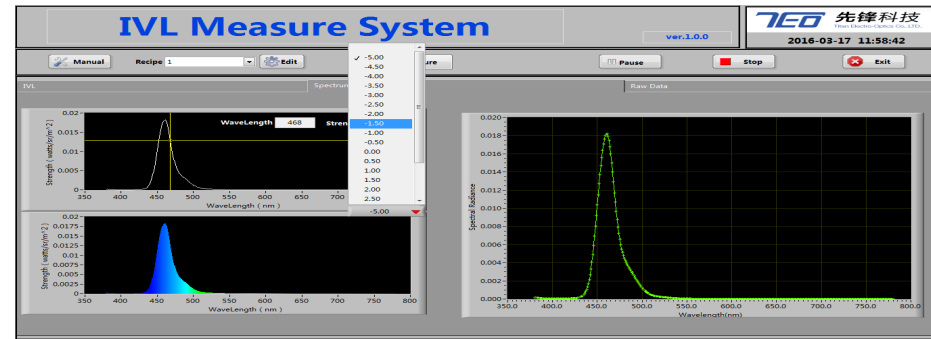 IVL Measure System
ver.1.0.0
TEO 先锋科技
Titan Electro-Optics Co.,LTD.
2016-03-17 11:58:42
Manual Recipe 1 Edit ure Pause Stop Exit
IVL Spectrum Raw Data
✓ -5.00
-4.50
-4.00
-3.50
-3.00
-2.50
-2.00
-1.50
-1.00
-0.50
0.00
0.50
1.00
1.50
2.00
2.50
-5.00
WaveLength 468 Stren
Strength ( watts/sr/m^2)
0.02
0.015
0.01
0.005
0
350 400 450 500 550 600 650 700
WaveLength ( nm )
Strength ( watts/sr/m^2)
0.02
0.0175
0.015
0.0125
0.01
0.0075
0.005
0.0025
0
350 400 450 500 550 600 650 700 750 800
WaveLength ( nm )
Spectral Radiance
0.020
0.018
0.016
0.014
0.012
0.010
0.008
0.006
0.004
0.002
0.000
350.0 400.0 450.0 500.0 550.0 600.0 650.0 700.0 750.0 800.0
Wavelength(nm)